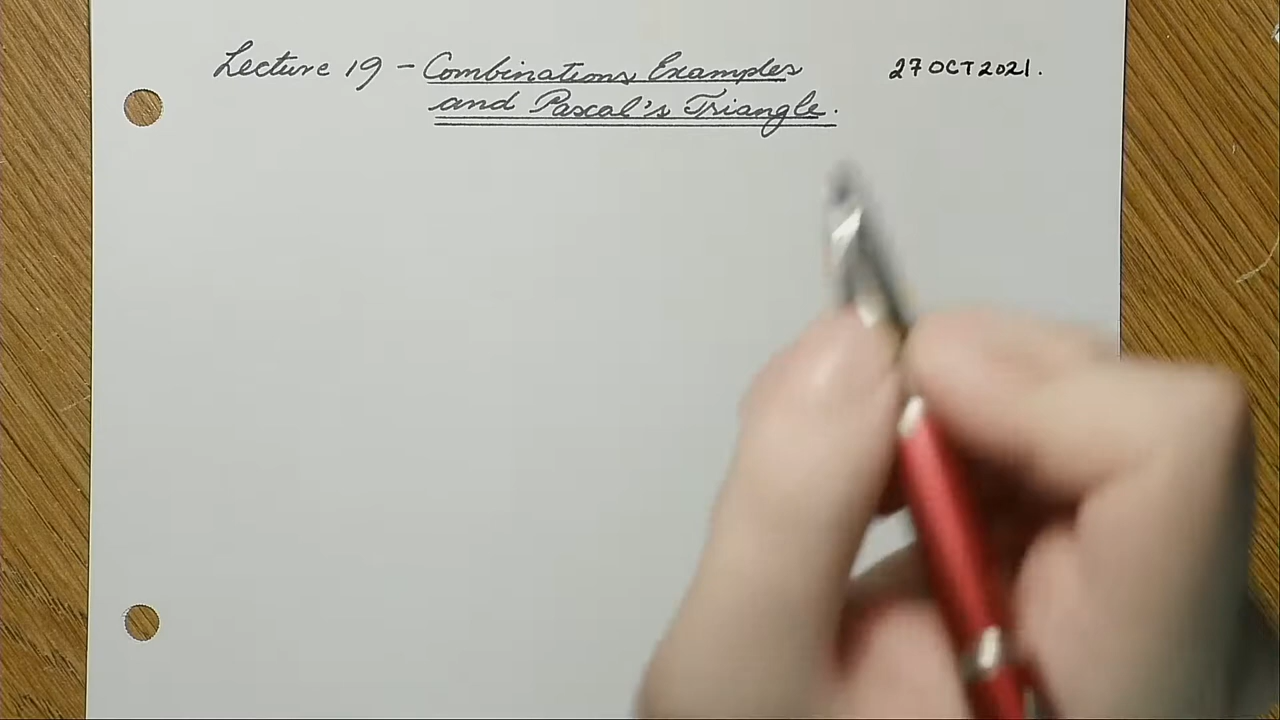 Lecture 19 - Combinations Examples 27 OCT 2021.
and Pascal's Triangle.